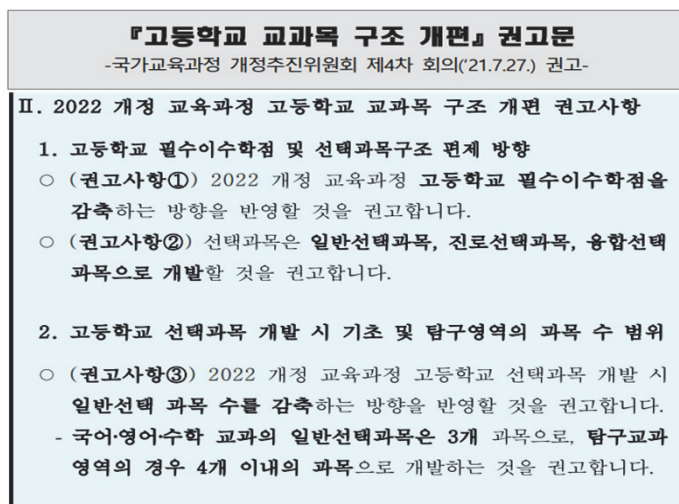 『고등학교 교과목 구조 개편』 권고문
-국가교육과정 개정추진위원회 제4차 회의('21.7.27.) 권고-
Ⅱ. 2022 개정 교육과정 고등학교 교과목 구조 개편 권고사항
1. 고등학교 필수이수학점 및 선택과목구조 편제 방향
○ (권고사항①) 2022 개정 교육과정 고등학교 필수이수학점을
감축하는 방향을 반영할 것을 권고합니다.
○ (권고사항②) 선택과목은 일반선택과목, 진로선택과목, 융합선택
과목으로 개발할 것을 권고합니다.
2. 고등학교 선택과목 개발 시 기초 및 탐구영역의 과목 수 범위
○ (권고사항③) 2022 개정 교육과정 고등학교 선택과목 개발 시
일반선택 과목 수를 감축하는 방향을 반영할 것을 권고합니다.
- 국어·영어·수학 교과의 일반선택과목은 3개 과목으로, 탐구교과
영역의 경우 4개 이내의 과목으로 개발하는 것을 권고합니다.